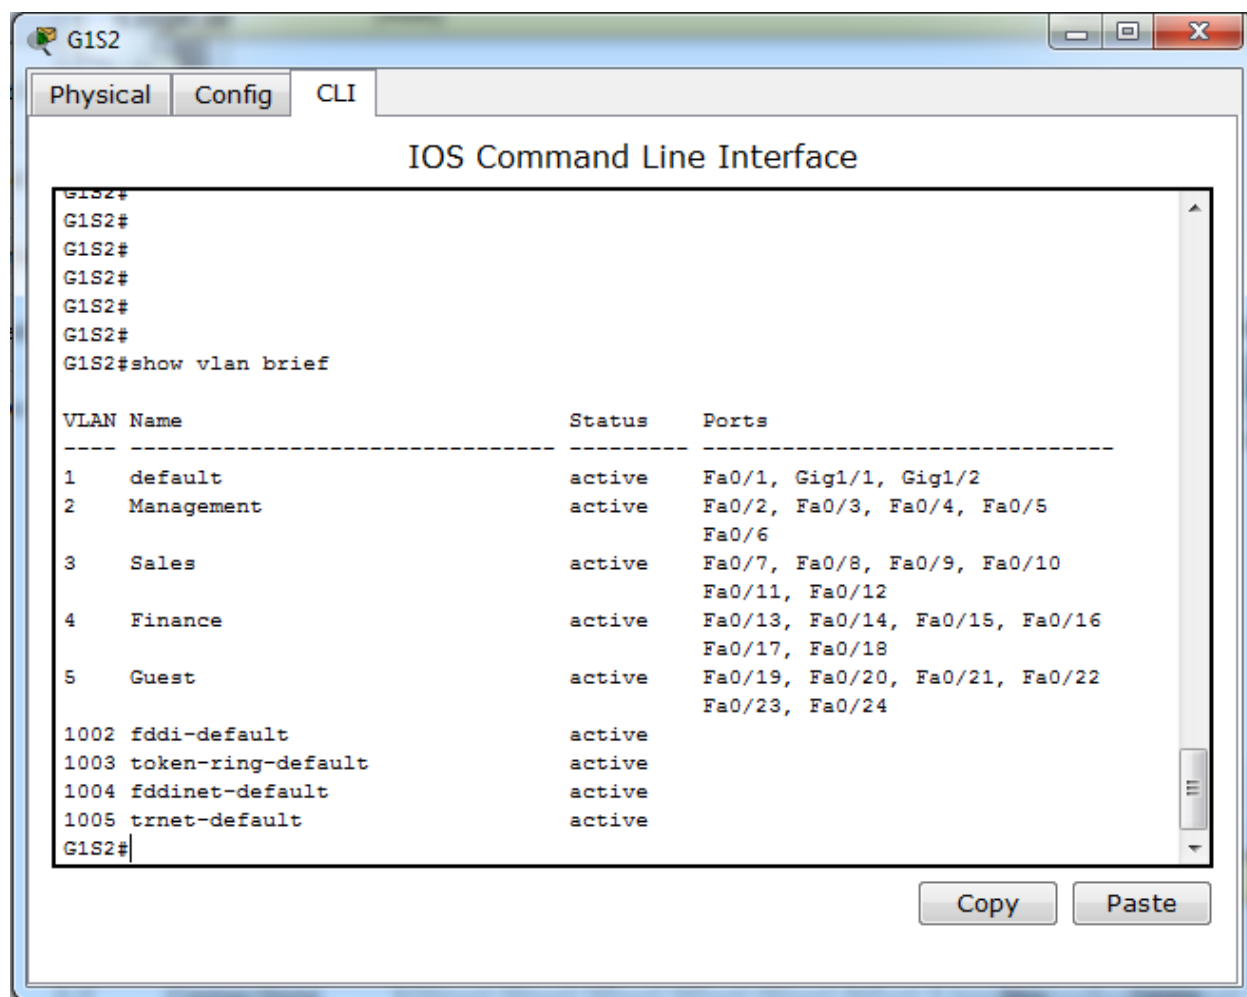 G1S2
Physical Config CLI
IOS Command Line Interface
G1S2#
G1S2#
G1S2#
G1S2#
G1S2#
G1S2#
G1S2#show vlan brief
VLAN Name                             Status    Ports
---- -------------------------------- --------- -------------------------------
1    default                          active    Fa0/1, Gig1/1, Gig1/2
2    Management                       active    Fa0/2, Fa0/3, Fa0/4, Fa0/5
                                                Fa0/6
3    Sales                            active    Fa0/7, Fa0/8, Fa0/9, Fa0/10
                                                Fa0/11, Fa0/12
4    Finance                          active    Fa0/13, Fa0/14, Fa0/15, Fa0/16
                                                Fa0/17, Fa0/18
5    Guest                            active    Fa0/19, Fa0/20, Fa0/21, Fa0/22
                                                Fa0/23, Fa0/24
1002 fddi-default                     active
1003 token-ring-default               active
1004 fddinet-default                  active
1005 trnet-default                    active
G1S2#
Copy Paste